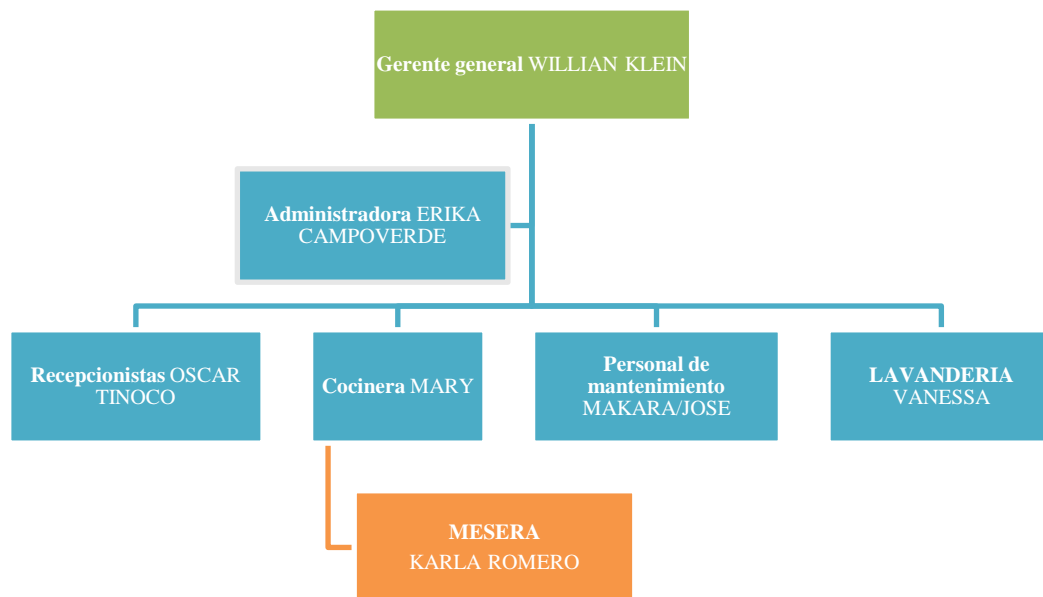 Gerente general WILLIAN KLEIN
Administradora ERIKA
CAMPOVERDE
Recepcionistas OSCAR
TINOCO
Cocinera MARY
Personal de
mantenimiento
MAKARA/JOSE
LAVANDERIA
VANESSA
MESERA
KARLA ROMERO